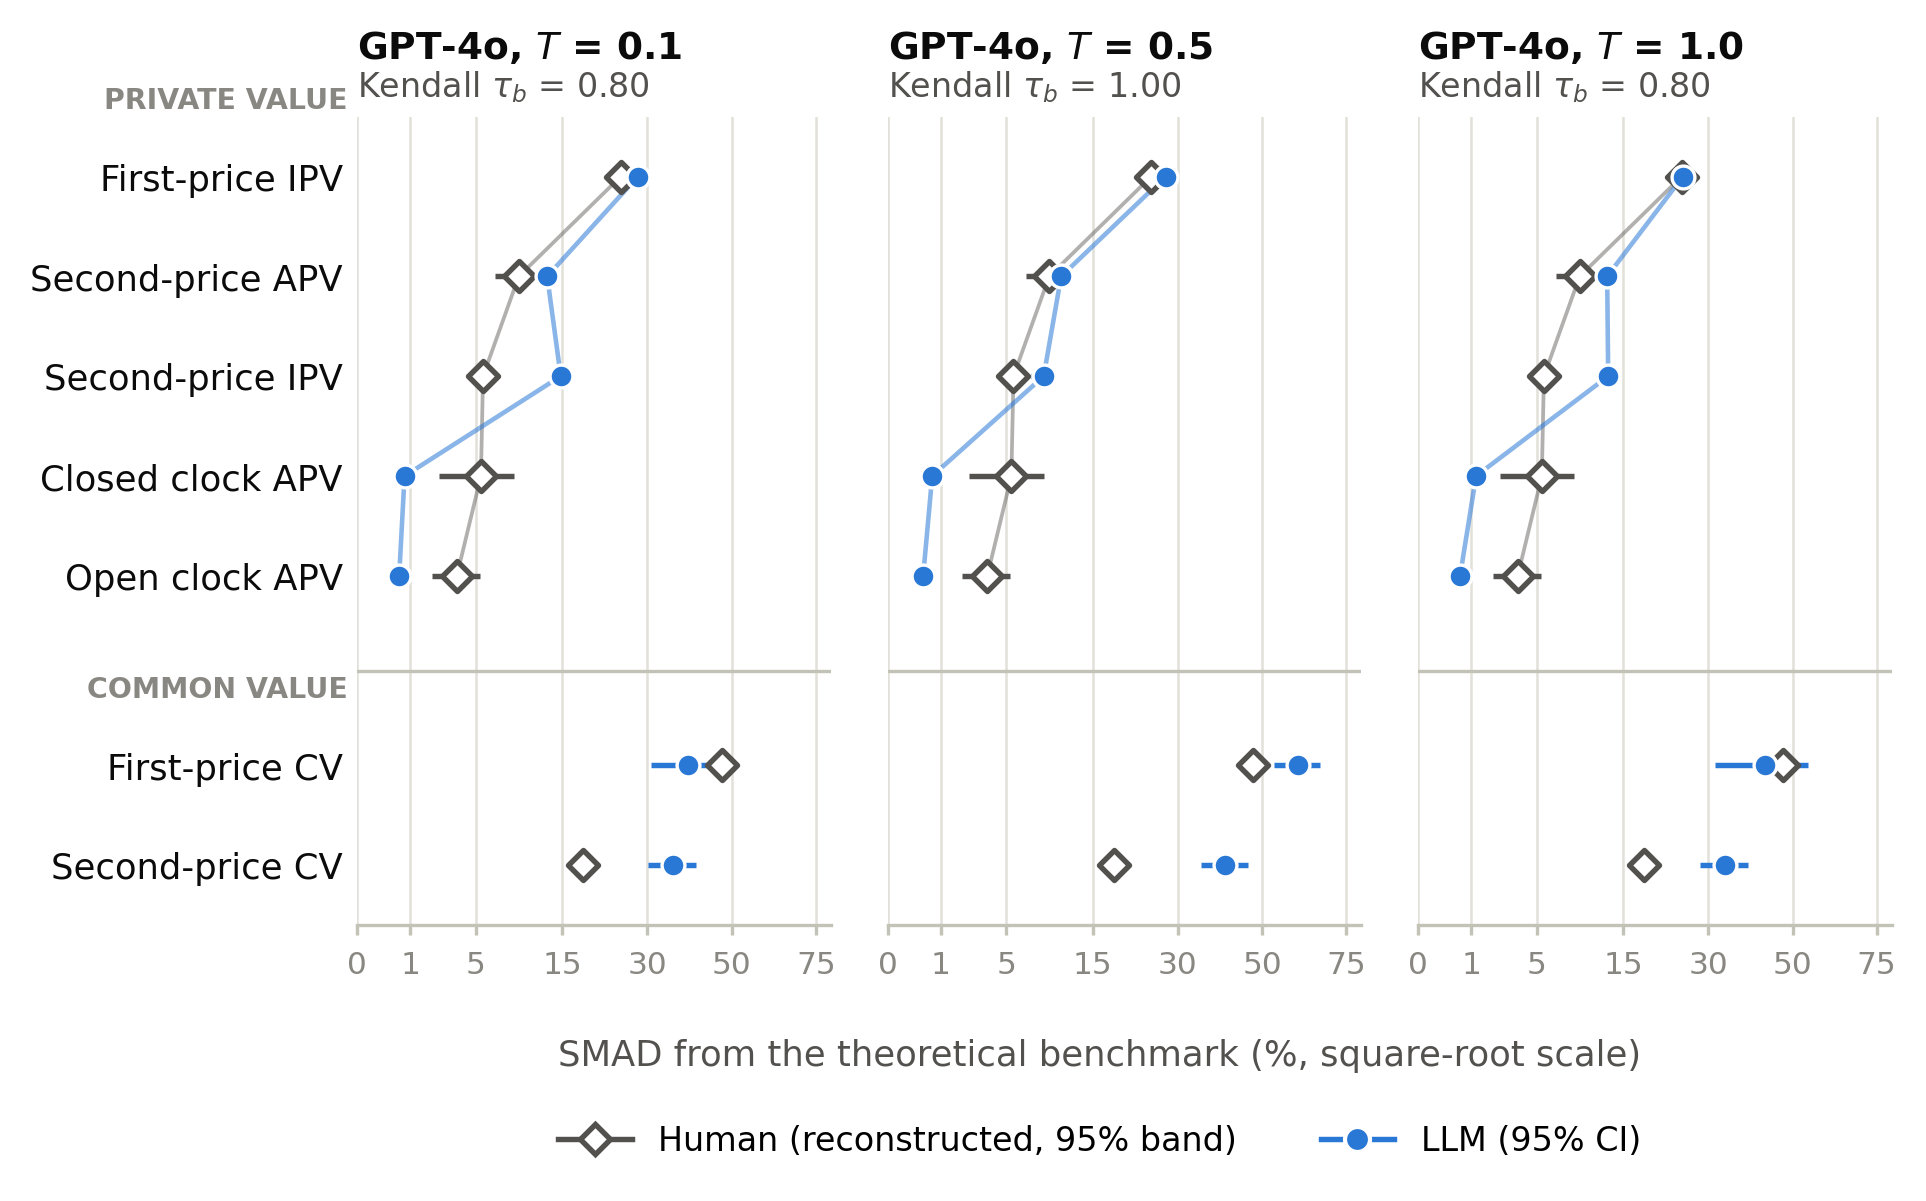 GPT-4o, T = 0.1
Kendall τb = 0.80
GPT-4o, T = 0.5
Kendall τb = 1.00
GPT-4o, T = 1.0
Kendall τb = 0.80
PRIVATE VALUE
First-price IPV
Second-price APV
Second-price IPV
Closed clock APV
Open clock APV
COMMON VALUE
First-price CV
Second-price CV
0 1 5 15 30 50 75
0 1 5 15 30 50 75
0 1 5 15 30 50 75
SMAD from the theoretical benchmark (%, square-root scale)
Human (reconstructed, 95% band)
LLM (95% CI)